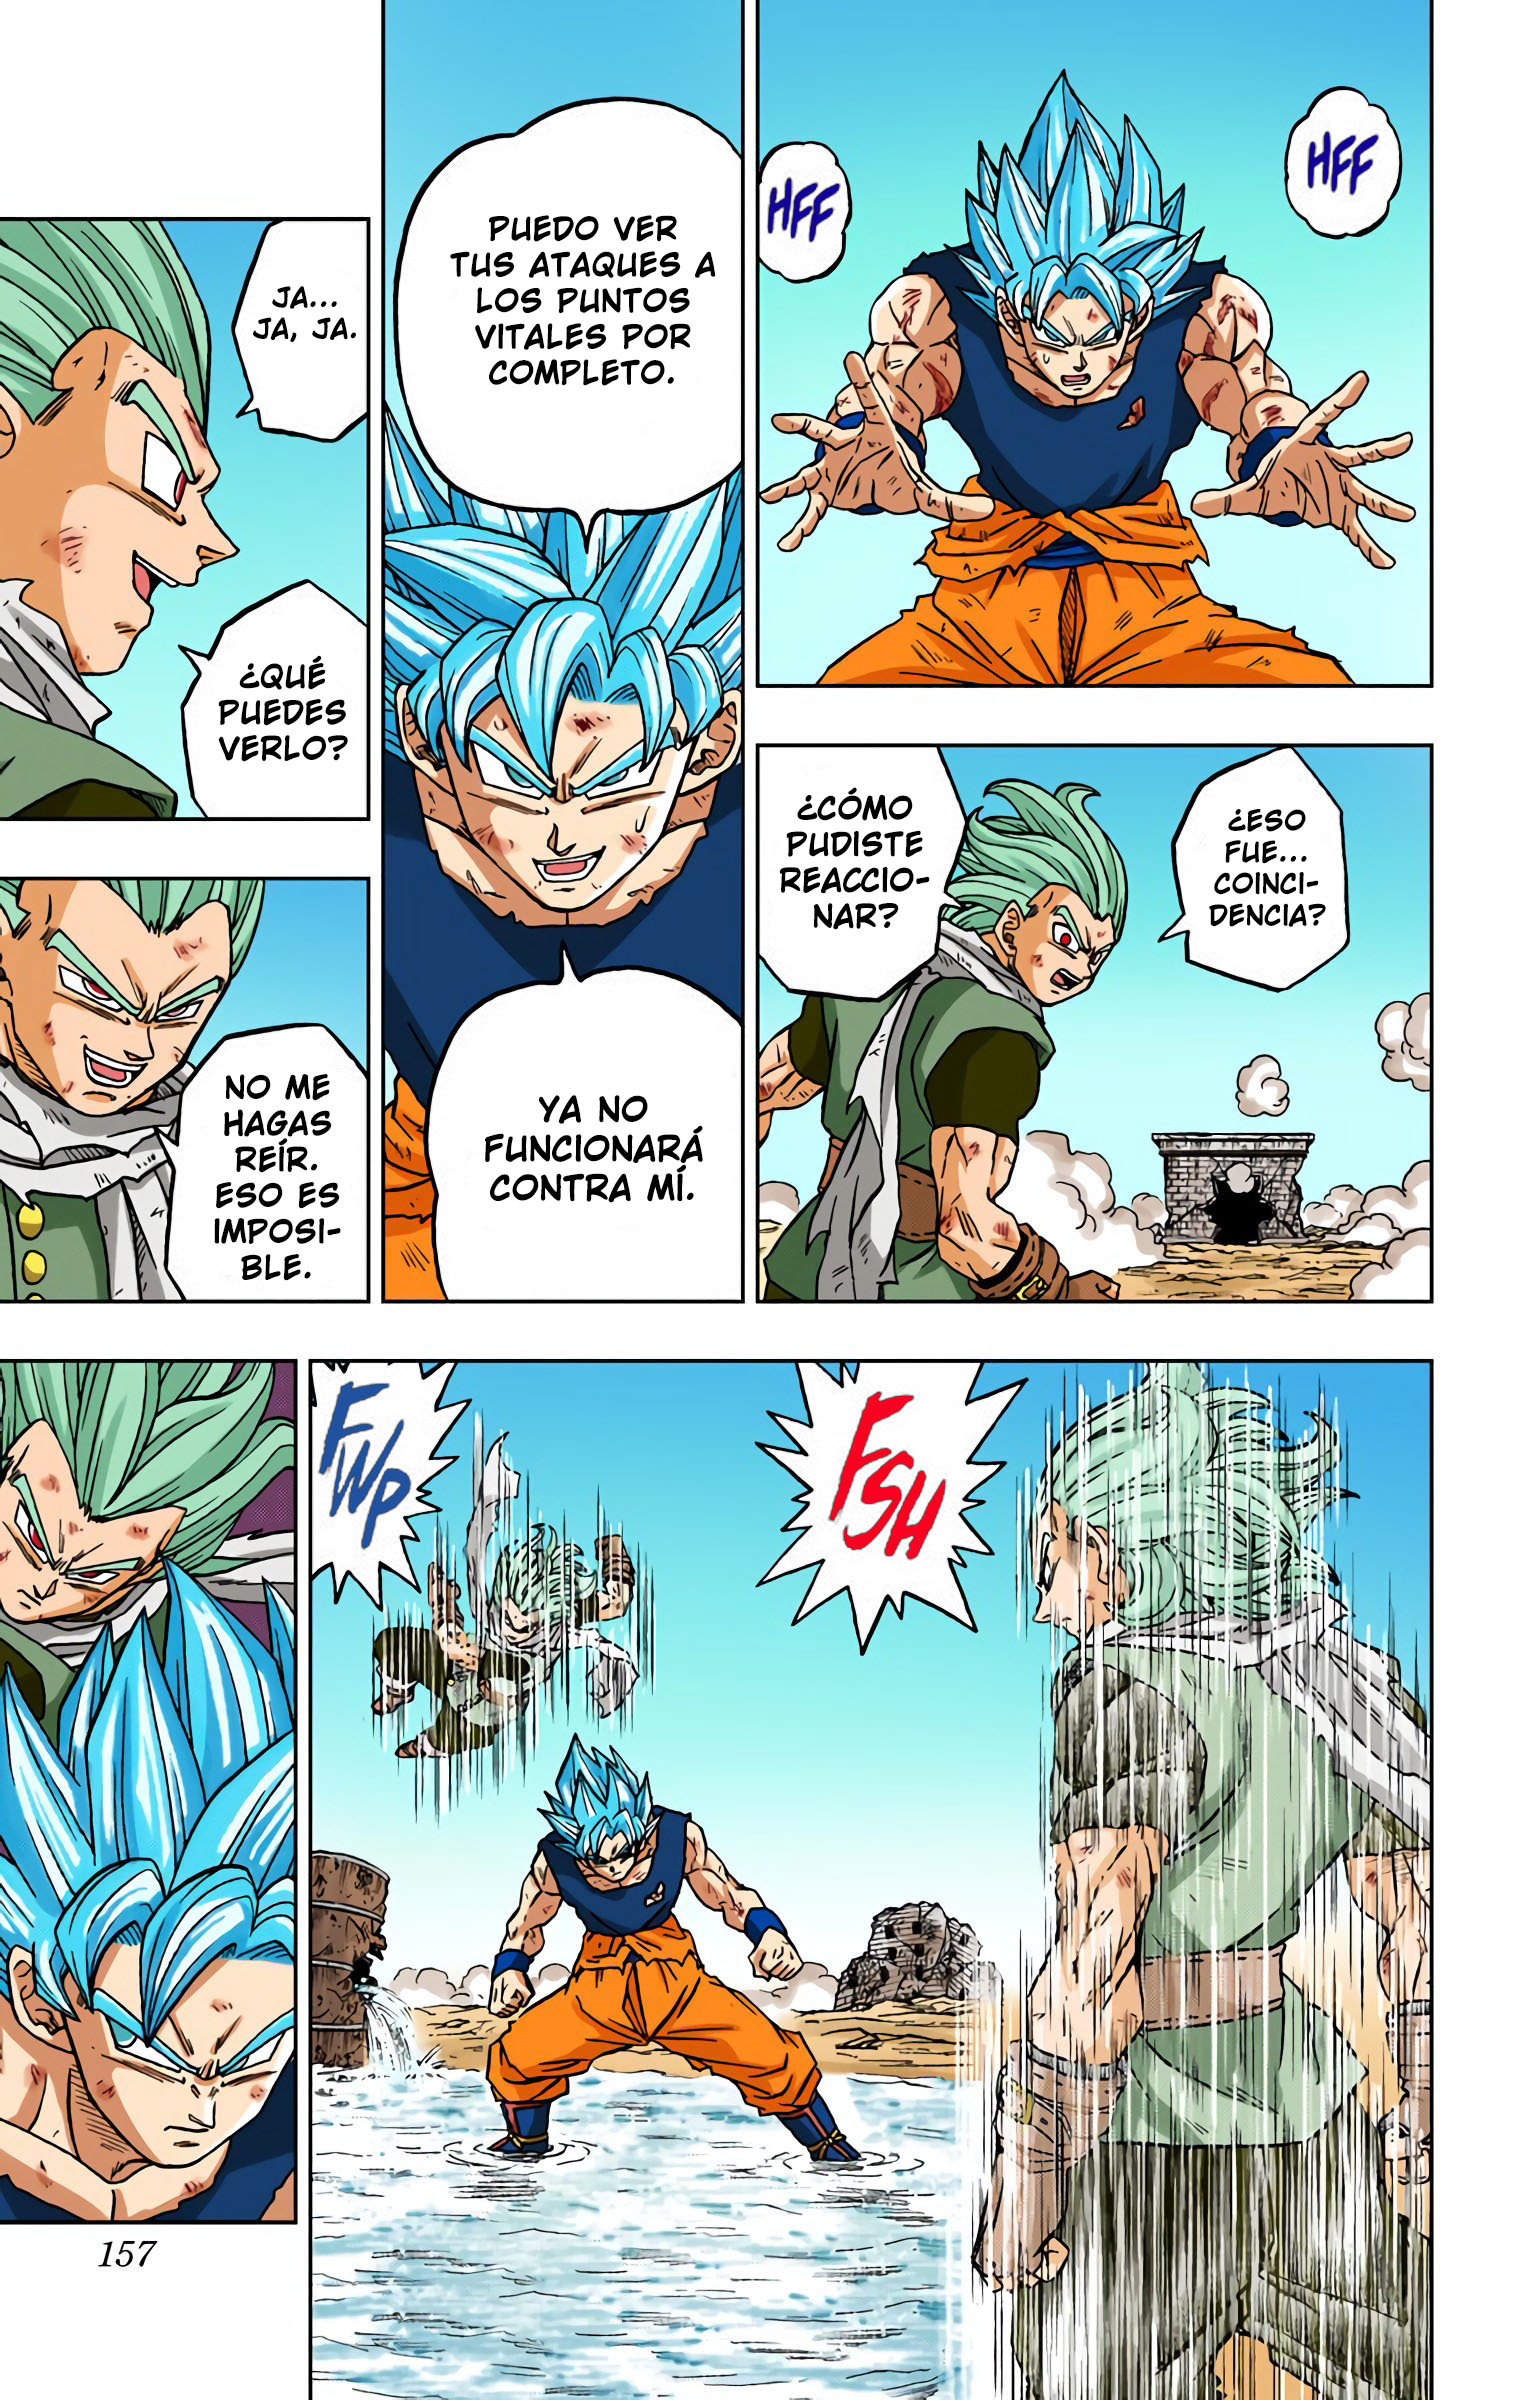 HFF
HFF
¿ESO
FUE...
COINCI-
DENCIA?
¿CÓMO
PUDISTE
REACCIO-
NAR?
PUEDO VER
TUS ATAQUES A
LOS PUNTOS
VITALES POR
COMPLETO.
YA NO
FUNCIONARÁ
CONTRA MÍ.
JA...
JA, JA.
¿QUÉ
PUEDES
VERLO?
NO ME
HAGAS
REÍR.
ESO ES
IMPOSI-
BLE.
FSH
FWP
157